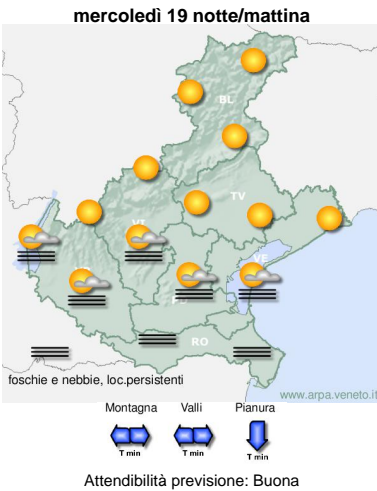 mercoledì 19 notte/mattina
BL
TV
VI
VE
RO
foschie e nebbie, loc.persistenti
www.arpa.veneto.it
Montagna Valli Pianura
T min T min T min
Attendibilità previsione: Buona